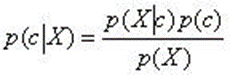 p(c|X) = p(X|c)p(c) / p(X)